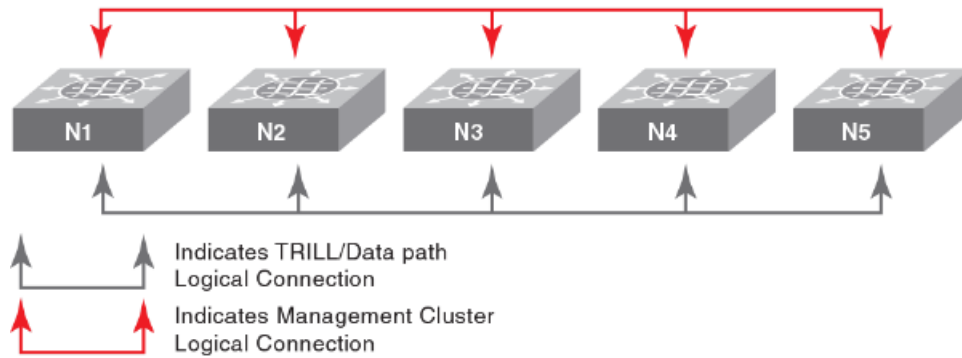 N1 N2 N3 N4 N5
Indicates TRILL/Data path
Logical Connection
Indicates Management Cluster
Logical Connection